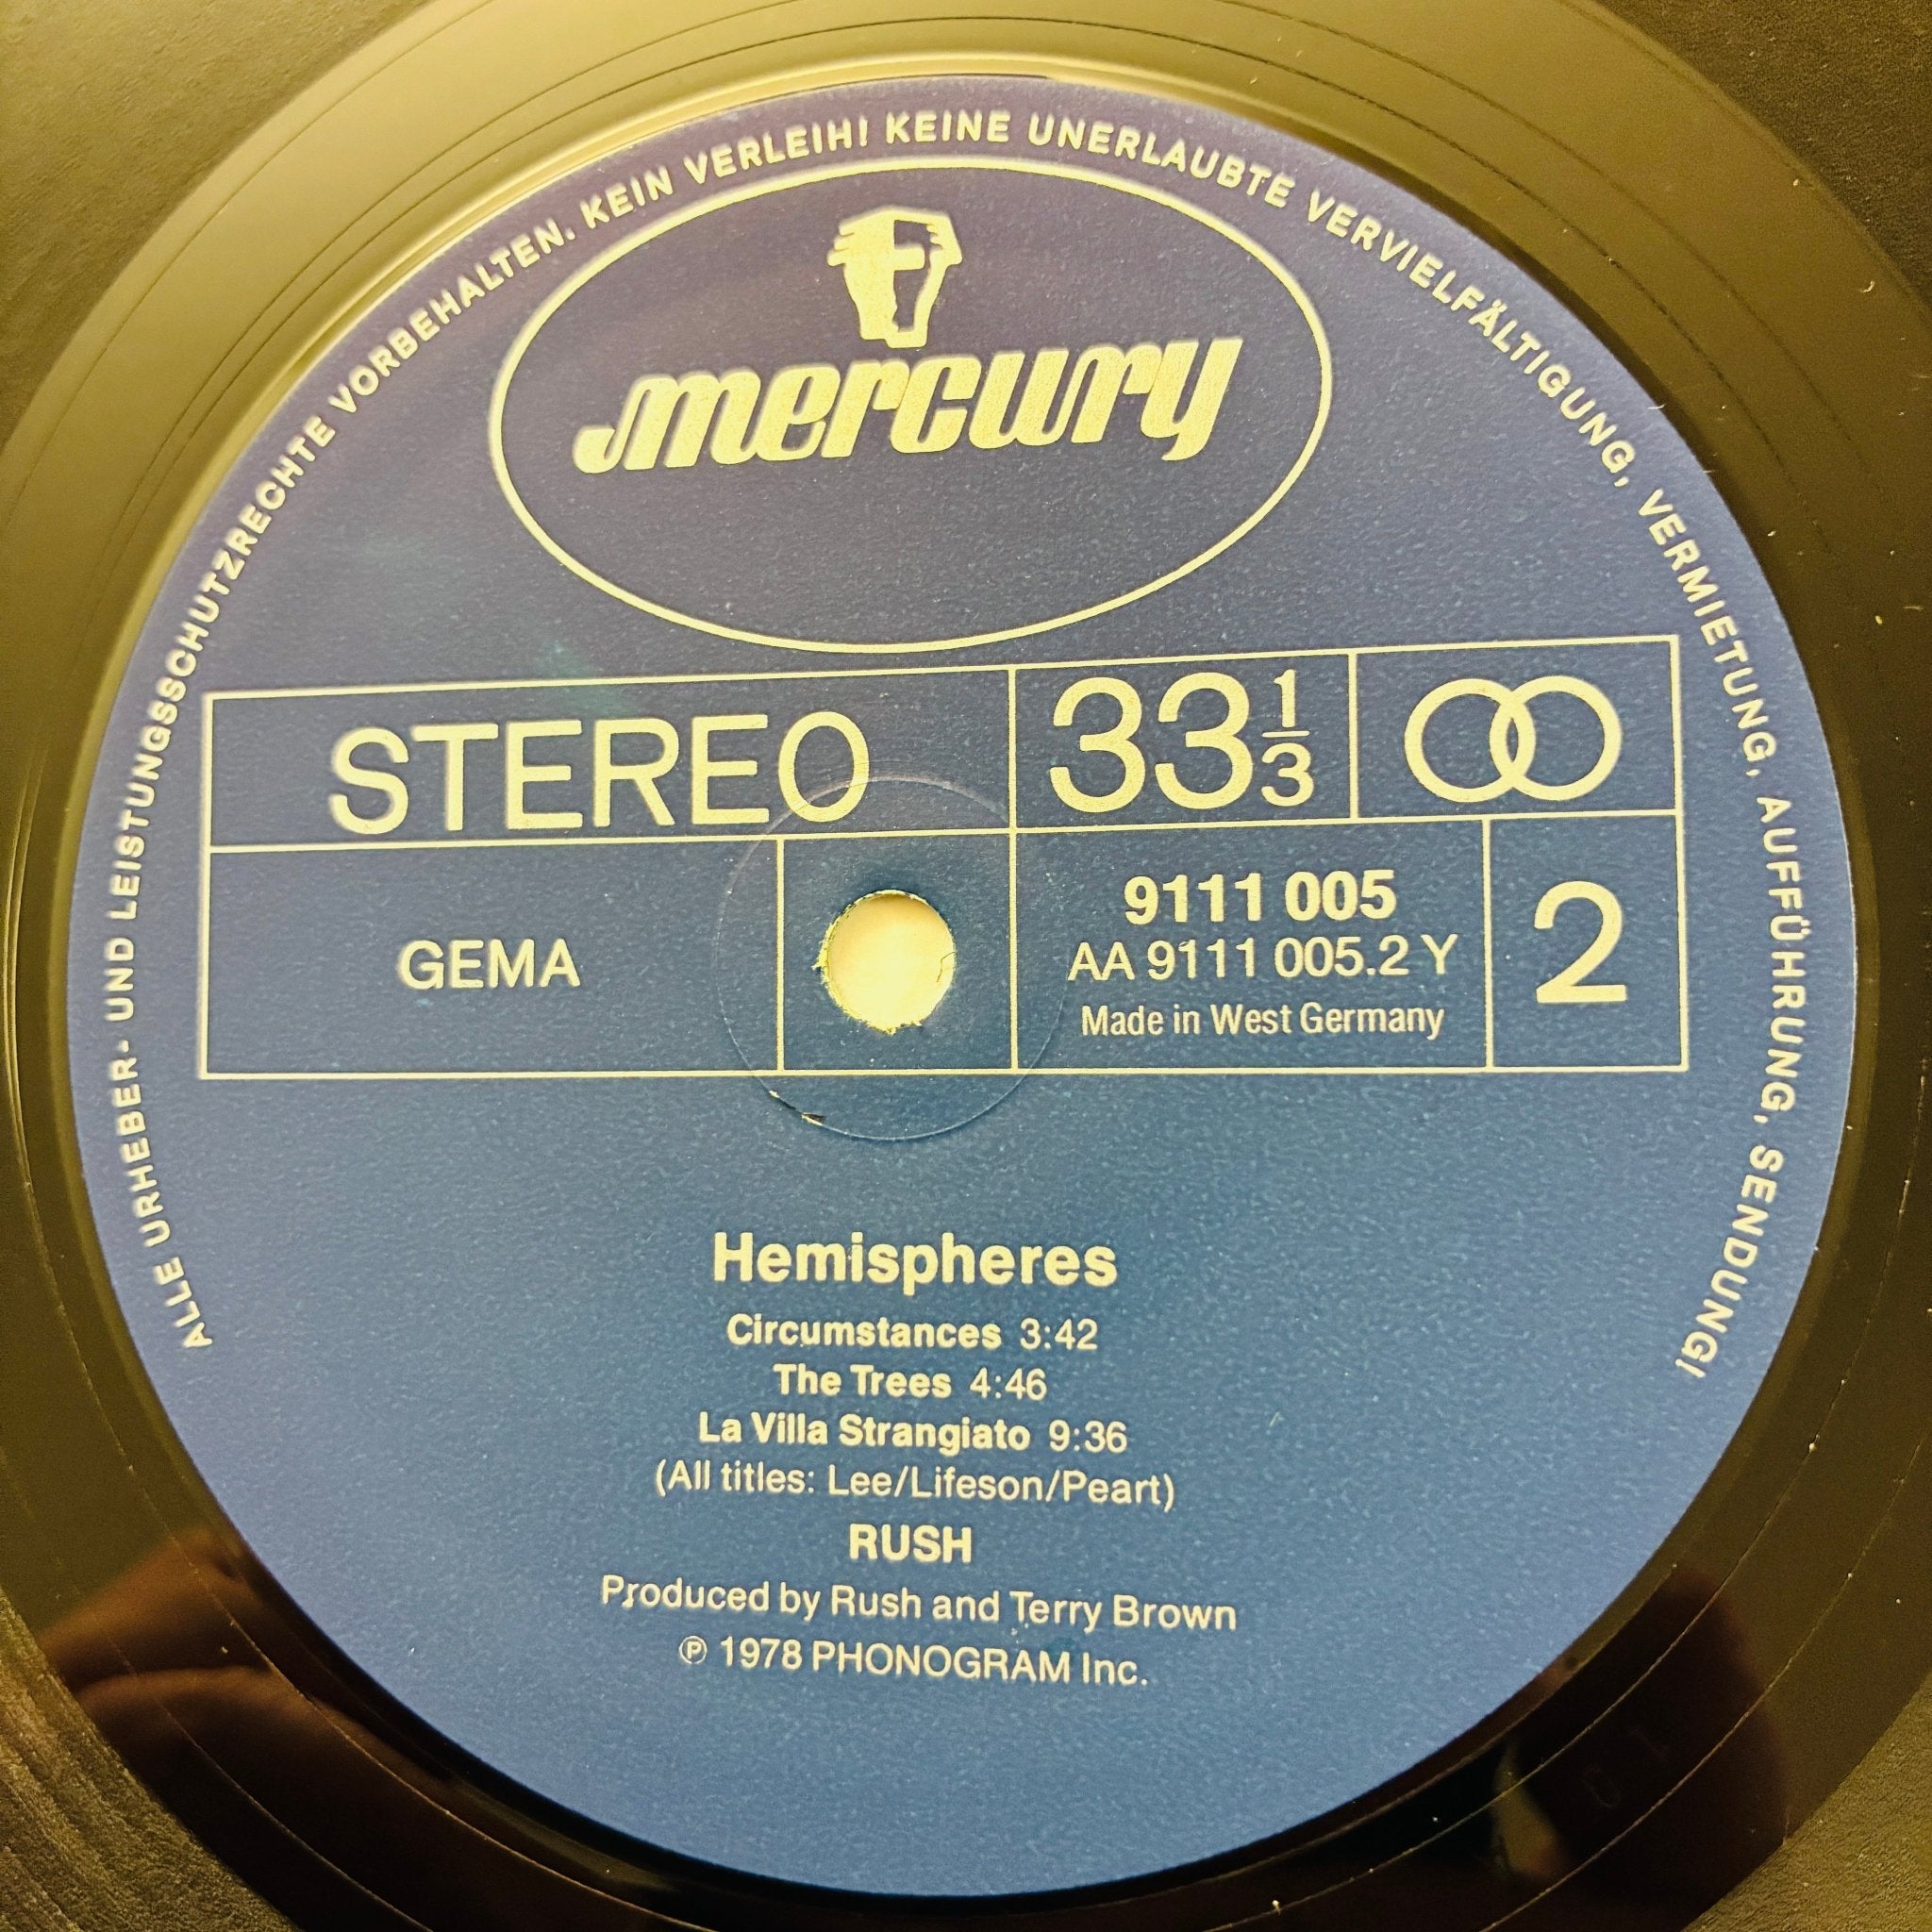 ALLE URHEBER- UND LEISTUNGSSCHUTZRECHTE VORBEHALTEN. KEIN VERLEIH! KEINE UNERLAUBTE VERVIELFÄLTIGUNG, VERMIETUNG, AUFFÜHRUNG, SENDUNG!
mercury
STEREO
33 1/3
GEMA
9111 005
AA 9111 005.2 Y
Made in West Germany
2
Hemispheres
Circumstances 3:42
The Trees 4:46
La Villa Strangiato 9:36
(All titles: Lee/Lifeson/Peart)
RUSH
Produced by Rush and Terry Brown
℗ 1978 PHONOGRAM Inc.